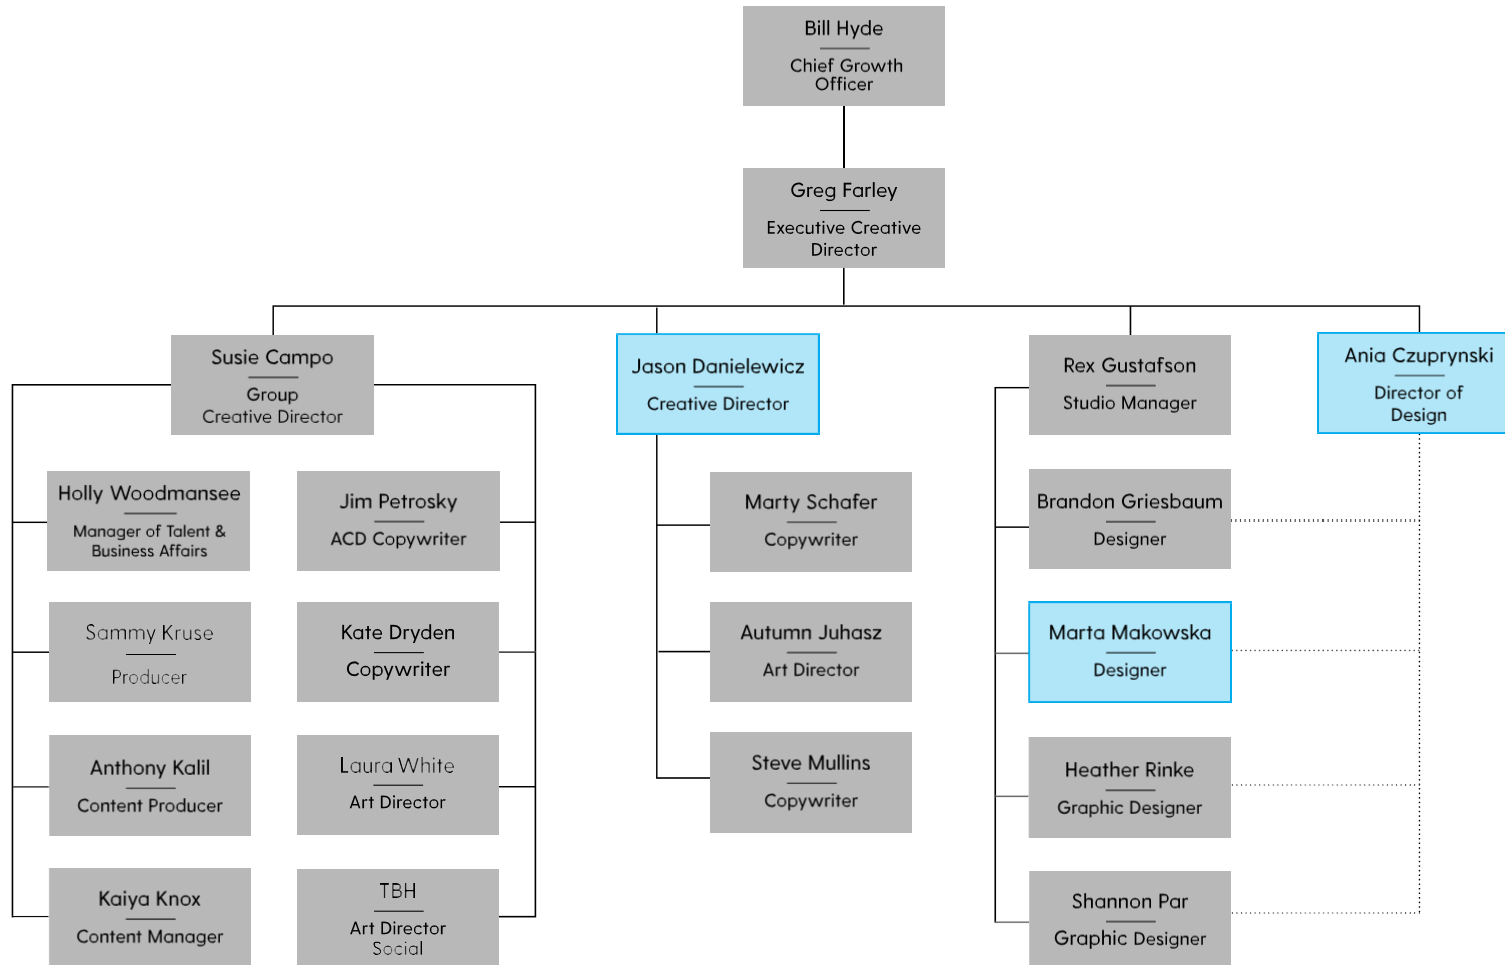 Bill Hyde
Chief Growth
Officer
Greg Farley
Executive Creative
Director
Susie Campo
Group
Creative Director
Holly Woodmansee
Manager of Talent &
Business Affairs
Sammy Kruse
Producer
Anthony Kalil
Content Producer
Kaiya Knox
Content Manager
Jim Petrosky
ACD Copywriter
Kate Dryden
Copywriter
Laura White
Art Director
TBH
Art Director
Social
Jason Danielewicz
Creative Director
Marty Schafer
Copywriter
Autumn Juhasz
Art Director
Steve Mullins
Copywriter
Rex Gustafson
Studio Manager
Brandon Griesbaum
Designer
Marta Makowska
Designer
Heather Rinke
Graphic Designer
Shannon Par
Graphic Designer
Ania Czuprynski
Director of
Design